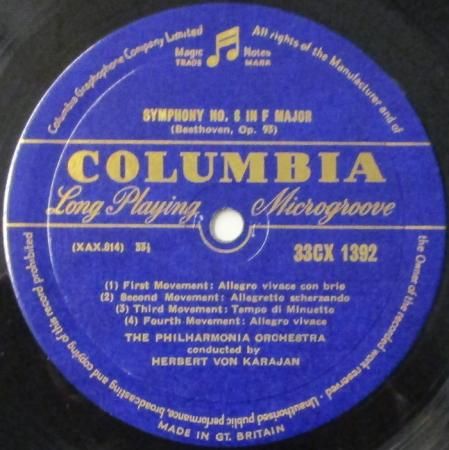 Columbia Graphophone Company Limited
All rights of the Manufacturer and of
the Owner of the recorded work reserved -
Unauthorised public performance, broadcasting and copying of this record prohibited
Magic Notes
TRADE MARK
SYMPHONY NO. 8 IN F MAJOR
(Beethoven, Op. 93)
COLUMBIA
Long Playing Microgroove
(XAX.814) 33⅓
33CX 1392
(1) First Movement: Allegro vivace con brio
(2) Second Movement: Allegretto scherzando
(3) Third Movement: Tempo di Minuetto
(4) Fourth Movement: Allegro vivace
THE PHILHARMONIA ORCHESTRA
conducted by
HERBERT VON KARAJAN
MADE IN GT. BRITAIN